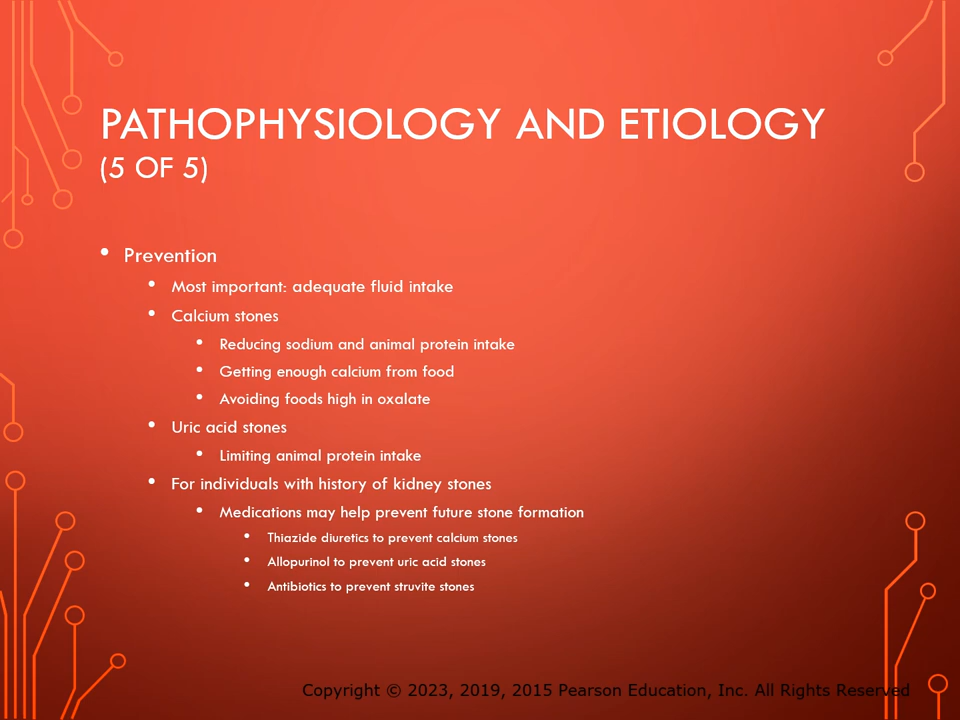 PATHOPHYSIOLOGY AND ETIOLOGY
(5 OF 5)
• Prevention
• Most important: adequate fluid intake
• Calcium stones
• Reducing sodium and animal protein intake
• Getting enough calcium from food
• Avoiding foods high in oxalate
• Uric acid stones
• Limiting animal protein intake
• For individuals with history of kidney stones
• Medications may help prevent future stone formation
• Thiazide diuretics to prevent calcium stones
• Allopurinol to prevent uric acid stones
• Antibiotics to prevent struvite stones
Copyright © 2023, 2019, 2015 Pearson Education, Inc. All Rights Reserved